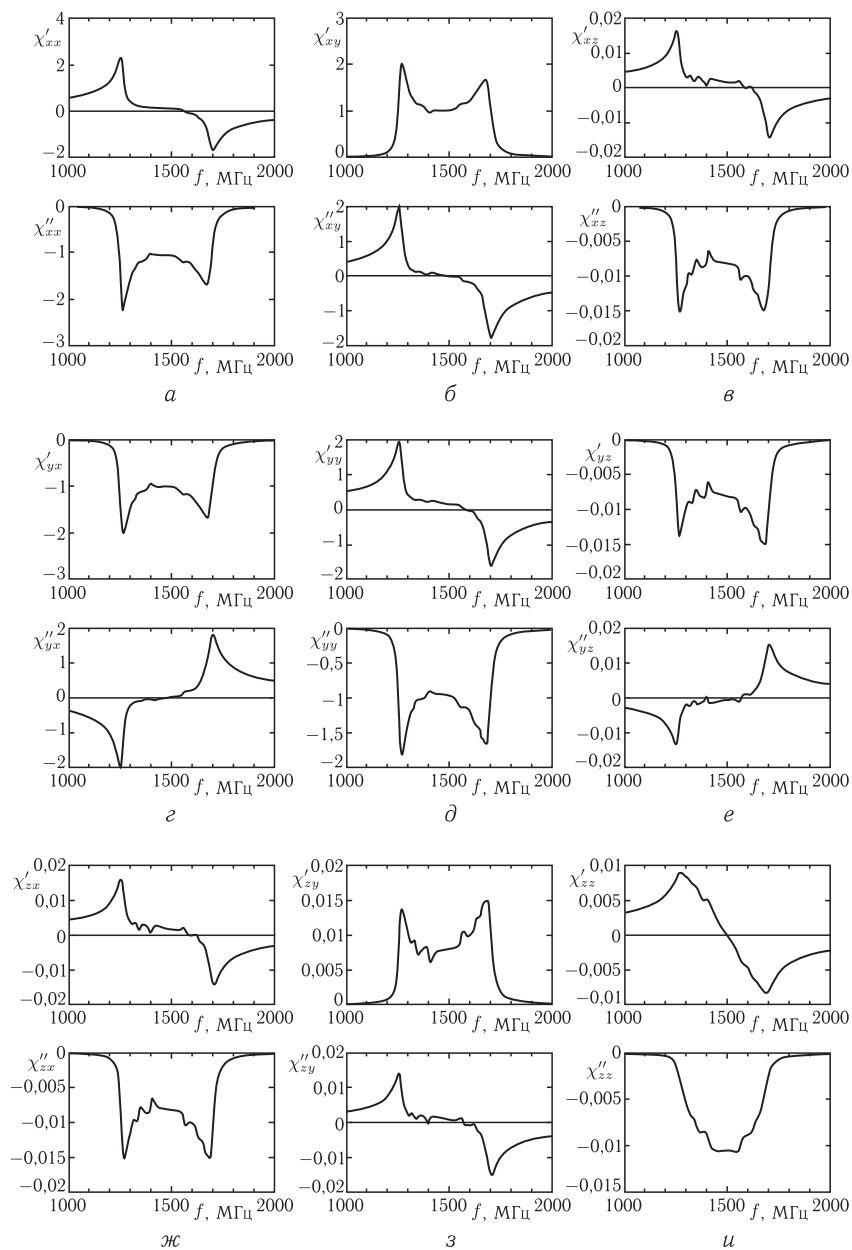 4
χ′xx
2
0
−2
1000 1500 2000
f, МГц
3
χ′xy
2
1
0
1000 1500 2000
f, МГц
0,02
χ′xz
0,01
0
−0,01
−0,02
1000 1500 2000
f, МГц
0
χ″xx
−1
−2
−3
1000 1500 2000
f, МГц
а
2
χ″xy
1
0
−1
−2
1000 1500 2000
f, МГц
б
0
χ″xz
−0,005
−0,01
−0,015
−0,02
1000 1500 2000
f, МГц
в
0
χ′yx
−1
−2
−3
1000 1500 2000
f, МГц
2
χ′yy
1
0
−1
−2
1000 1500 2000
f, МГц
0
χ′yz
−0,005
−0,01
−0,015
−0,02
1000 1500 2000
f, МГц
2
χ″yx
1
0
−1
−2
1000 1500 2000
f, МГц
г
0
χ″yy
−0,5
−1
−1,5
−2
1000 1500 2000
f, МГц
д
0,02
χ″yz
0,01
0
−0,01
−0,02
1000 1500 2000
f, МГц
е
0,02
χ′zx
0,01
0
−0,01
−0,02
1000 1500 2000
f, МГц
0,02
χ′zy
0,015
0,01
0,005
0
1000 1500 2000
f, МГц
0,01
χ′zz
0,005
0
−0,005
−0,01
1000 1500 2000
f, МГц
0
χ″zx
−0,005
−0,01
−0,015
−0,02
1000 1500 2000
f, МГц
ж
0,02
χ″zy
0,01
0
−0,01
−0,02
1000 1500 2000
f, МГц
з
0
χ″zz
−0,005
−0,01
−0,015
1000 1500 2000
f, МГц
и